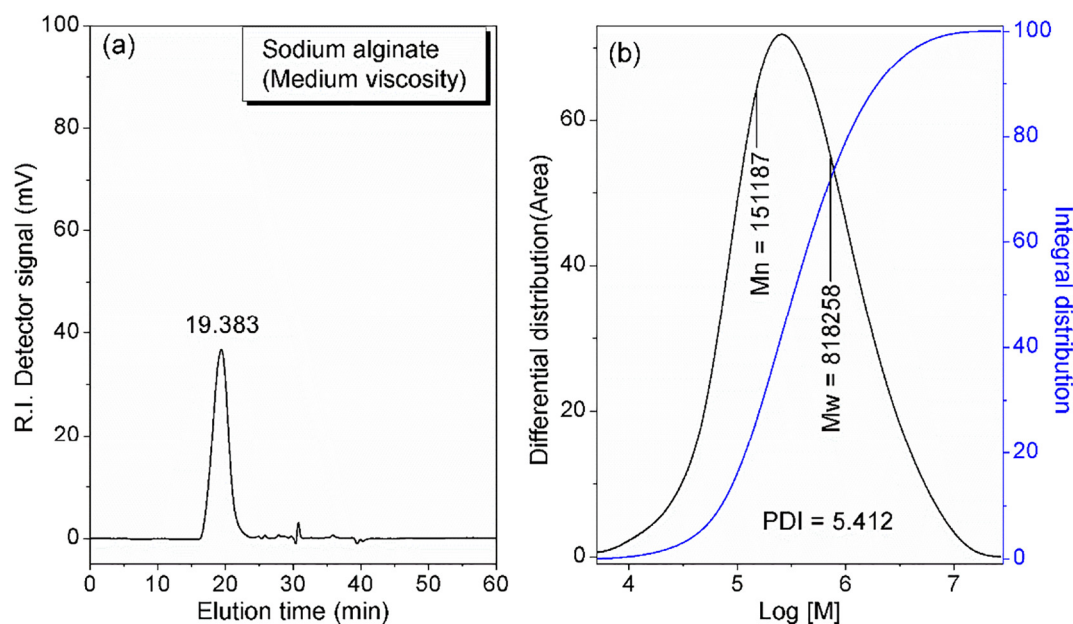 (a)
Sodium alginate
(Medium viscosity)
100
80
60
40
20
0
R.I. Detector signal (mV)
19.383
0
10
20
30
40
50
60
Elution time (min)
(b)
60
40
20
0
Differential distribution(Area)
Mn = 151187
Mw = 818258
PDI = 5.412
4
5
6
7
Log [M]
100
80
60
40
20
0
Integral distribution